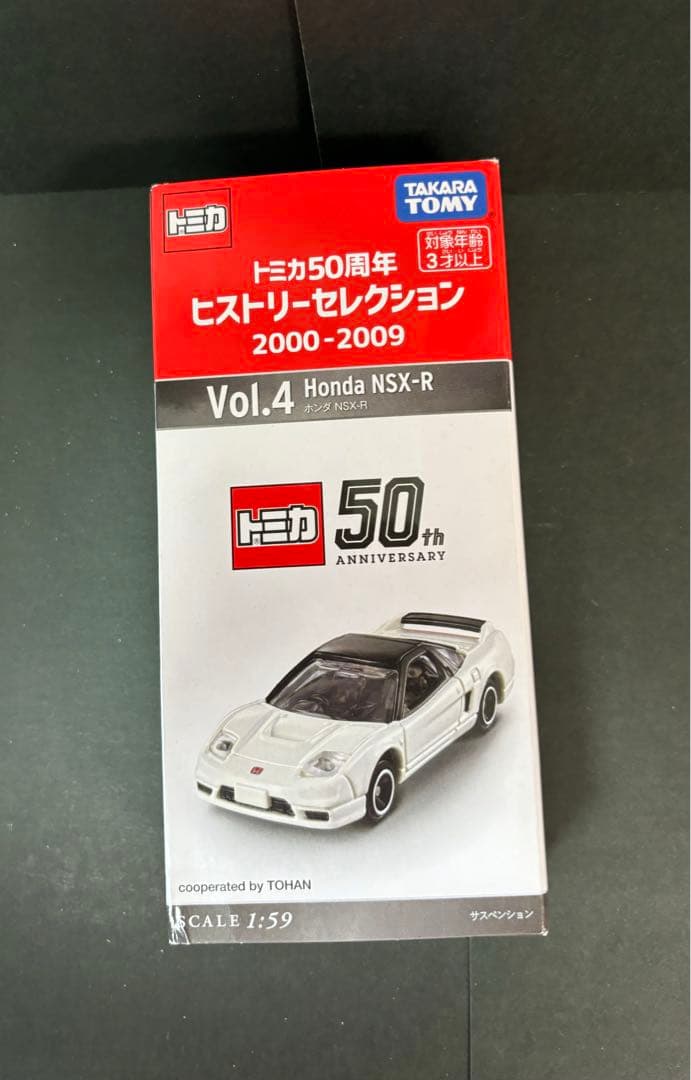 トミカ
TAKARA
TOMY
対象年齢
3才以上
トミカ50周年
ヒストリーセレクション
2000-2009
Vol.4 Honda NSX-R
ホンダ NSX-R
トミカ
50th
ANNIVERSARY
cooperated by TOHAN
SCALE 1:59
サスペンション